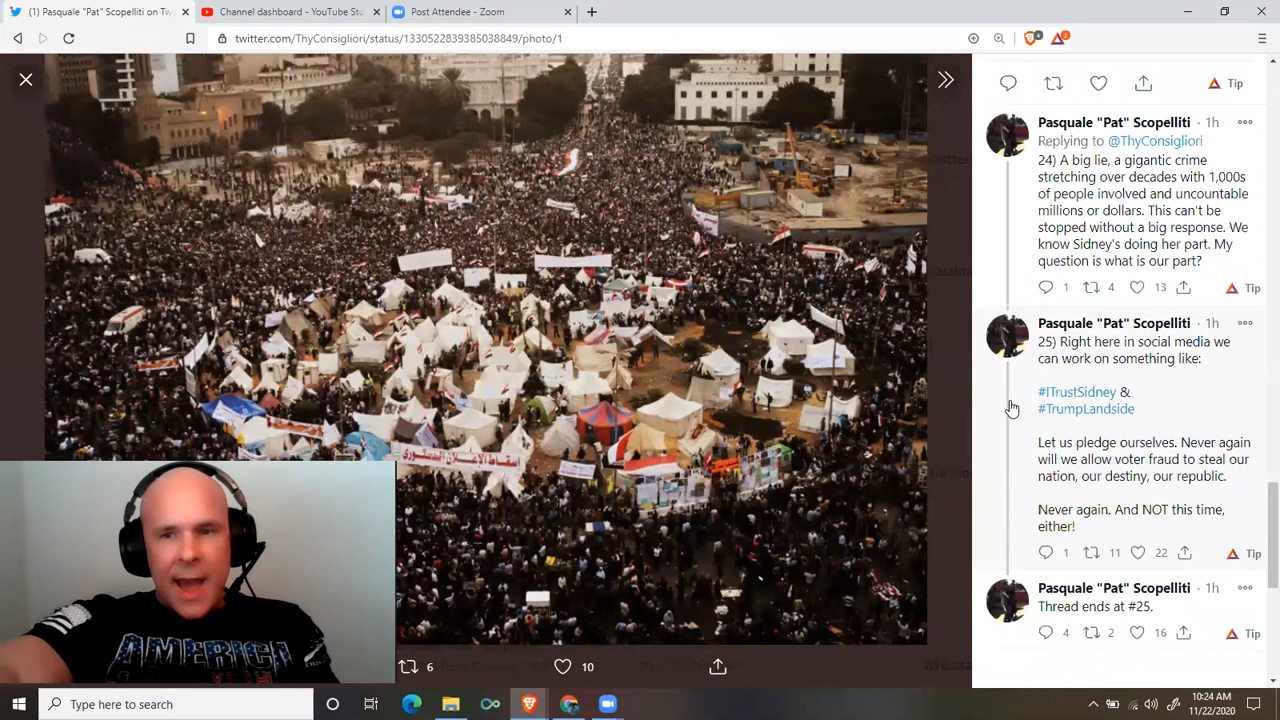 (1) Pasquale "Pat" Scopelliti on Tw
Channel dashboard - YouTube Stu
Post Attendee - Zoom
twitter.com/ThyConsigliori/status/1330522839385038849/photo/1
4
2
Tip
Pasquale "Pat" Scopelliti · 1h
Replying to @ThyConsigliori
24) A big lie, a gigantic crime
stretching over decades with 1,000s
of people involved and uncountable
millions or dollars. This can't be
stopped without a big response. We
know Sidney's doing her part. My
question is what is our part?
1 4 13 Tip
Pasquale "Pat" Scopelliti · 1h
25) Right here in social media we
can work on something like:
#ITrustSidney &
#TrumpLandside
Let us pledge ourselves. Never again
will we allow voter fraud to steal our
nation, our destiny, our republic.
Never again. And NOT this time,
either!
1 11 22 Tip
Pasquale "Pat" Scopelliti · 1h
Thread ends at #25.
4 2 16 Tip
إسقاط الإعلان الدستوري
AMERICA
6 10
Type here to search
10:24 AM
11/22/2020